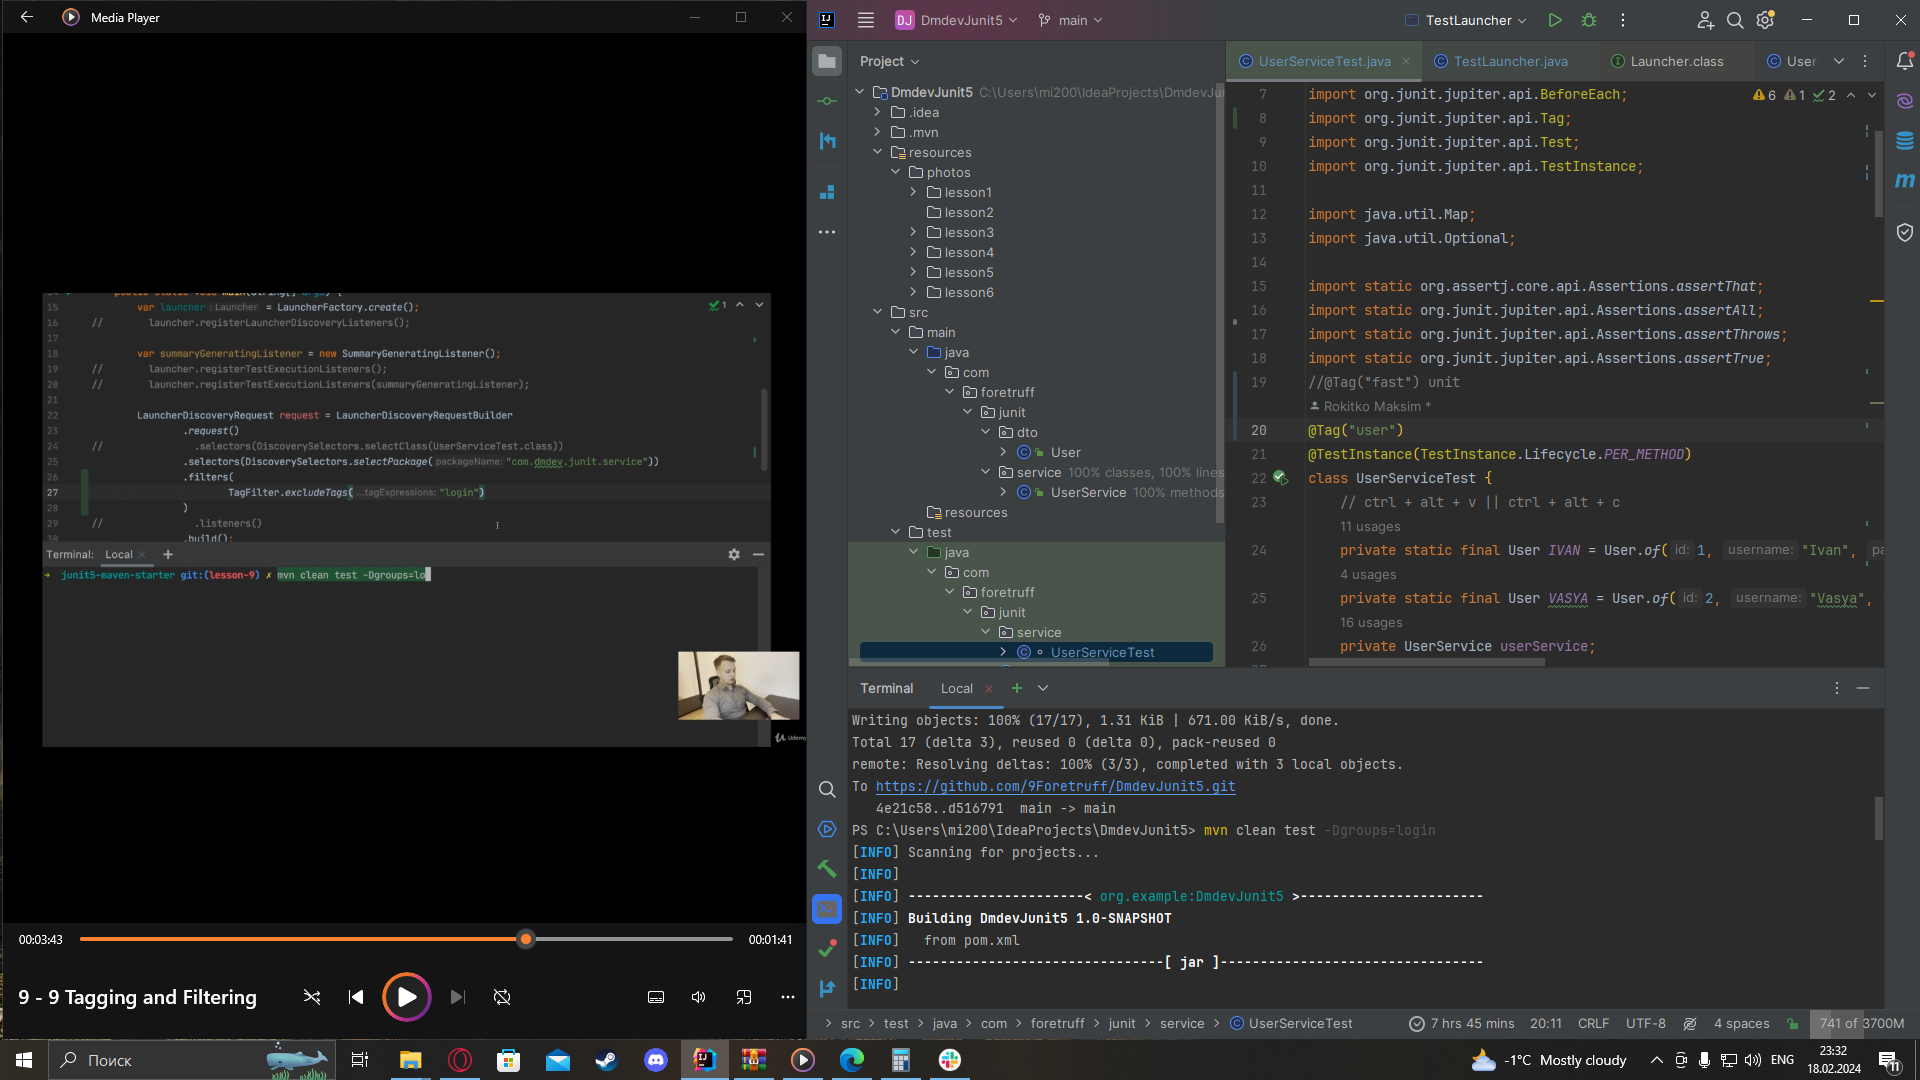 Media Player
15 var launcher : Launcher = LauncherFactory.create();
16 // launcher.registerLauncherDiscoveryListeners();
17
18 var summaryGeneratingListener = new SummaryGeneratingListener();
19 // launcher.registerTestExecutionListeners();
20 // launcher.registerTestExecutionListeners(summaryGeneratingListener);
21
22 LauncherDiscoveryRequest request = LauncherDiscoveryRequestBuilder
23 .request()
24 // .selectors(DiscoverySelectors.selectClass(UserServiceTest.class))
25 .selectors(DiscoverySelectors.selectPackage( packageName: "com.dmdev.junit.service"))
26 .filters(
27 TagFilter.excludeTags( ...tagExpressions: "login")
28 )
29 // .listeners()
.build();
1
Terminal: Local × +
→ junit5-maven-starter git:(lesson-9) ✗ mvn clean test -Dgroups=lo
Udemy
00:03:43
00:01:41
9 - 9 Tagging and Filtering
DJ DmdevJunit5
main
TestLauncher
Project
DmdevJunit5 C:\Users\mi200\IdeaProjects\DmdevJu
.idea
.mvn
resources
photos
lesson1
lesson2
lesson3
lesson4
lesson5
lesson6
src
main
java
com
foretruff
junit
dto
User
service 100% classes, 100% lines
UserService 100% methods
resources
test
java
com
foretruff
junit
service
UserServiceTest
UserServiceTest.java × TestLauncher.java Launcher.class User
6 1 2
7 import org.junit.jupiter.api.BeforeEach;
8 import org.junit.jupiter.api.Tag;
9 import org.junit.jupiter.api.Test;
10 import org.junit.jupiter.api.TestInstance;
11
12 import java.util.Map;
13 import java.util.Optional;
14
15 import static org.assertj.core.api.Assertions.assertThat;
16 import static org.junit.jupiter.api.Assertions.assertAll;
17 import static org.junit.jupiter.api.Assertions.assertThrows;
18 import static org.junit.jupiter.api.Assertions.assertTrue;
19 //@Tag("fast") unit
Rokitko Maksim *
20 @Tag("user")
21 @TestInstance(TestInstance.Lifecycle.PER_METHOD)
22 class UserServiceTest {
23 // ctrl + alt + v || ctrl + alt + c
11 usages
24 private static final User IVAN = User.of( id: 1, username: "Ivan", pa
4 usages
25 private static final User VASYA = User.of( id: 2, username: "Vasya",
16 usages
26 private UserService userService;
Terminal Local × +
Writing objects: 100% (17/17), 1.31 KiB | 671.00 KiB/s, done.
Total 17 (delta 3), reused 0 (delta 0), pack-reused 0
remote: Resolving deltas: 100% (3/3), completed with 3 local objects.
To https://github.com/9Foretruff/DmdevJunit5.git
4e21c58..d516791 main -> main
PS C:\Users\mi200\IdeaProjects\DmdevJunit5> mvn clean test -Dgroups=login
[INFO] Scanning for projects...
[INFO]
[INFO] ----------------------< org.example:DmdevJunit5 >-----------------------
[INFO] Building DmdevJunit5 1.0-SNAPSHOT
[INFO] from pom.xml
[INFO] --------------------------------[ jar ]---------------------------------
[INFO]
src > test > java > com > foretruff > junit > service > UserServiceTest
7 hrs 45 mins 20:11 CRLF UTF-8 4 spaces 741 of 3700M
Поиск
-1°C Mostly cloudy
ENG
23:32
18.02.2024
11